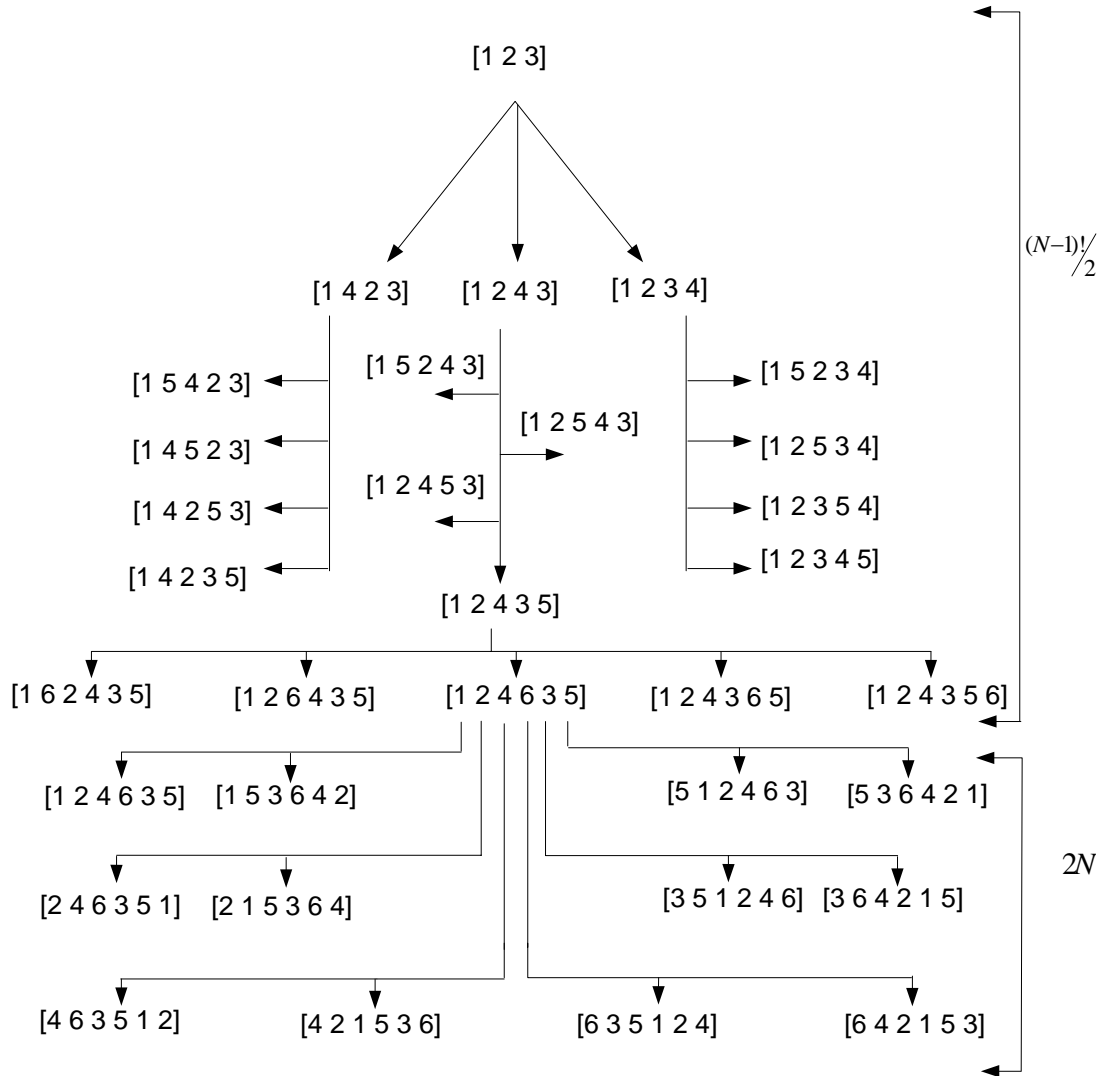 [1 2 3]
(N–1)!/2
[1 4 2 3] [1 2 4 3] [1 2 3 4]
[1 5 4 2 3] [1 5 2 4 3] [1 5 2 3 4]
[1 2 5 4 3]
[1 4 5 2 3] [1 2 5 3 4]
[1 2 4 5 3]
[1 4 2 5 3] [1 2 3 5 4]
[1 4 2 3 5] [1 2 3 4 5]
[1 2 4 3 5]
[1 6 2 4 3 5] [1 2 6 4 3 5] [1 2 4 6 3 5] [1 2 4 3 6 5] [1 2 4 3 5 6]
[1 2 4 6 3 5] [1 5 3 6 4 2] [5 1 2 4 6 3] [5 3 6 4 2 1]
2N
[2 4 6 3 5 1] [2 1 5 3 6 4] [3 5 1 2 4 6] [3 6 4 2 1 5]
[4 6 3 5 1 2] [4 2 1 5 3 6] [6 3 5 1 2 4] [6 4 2 1 5 3]